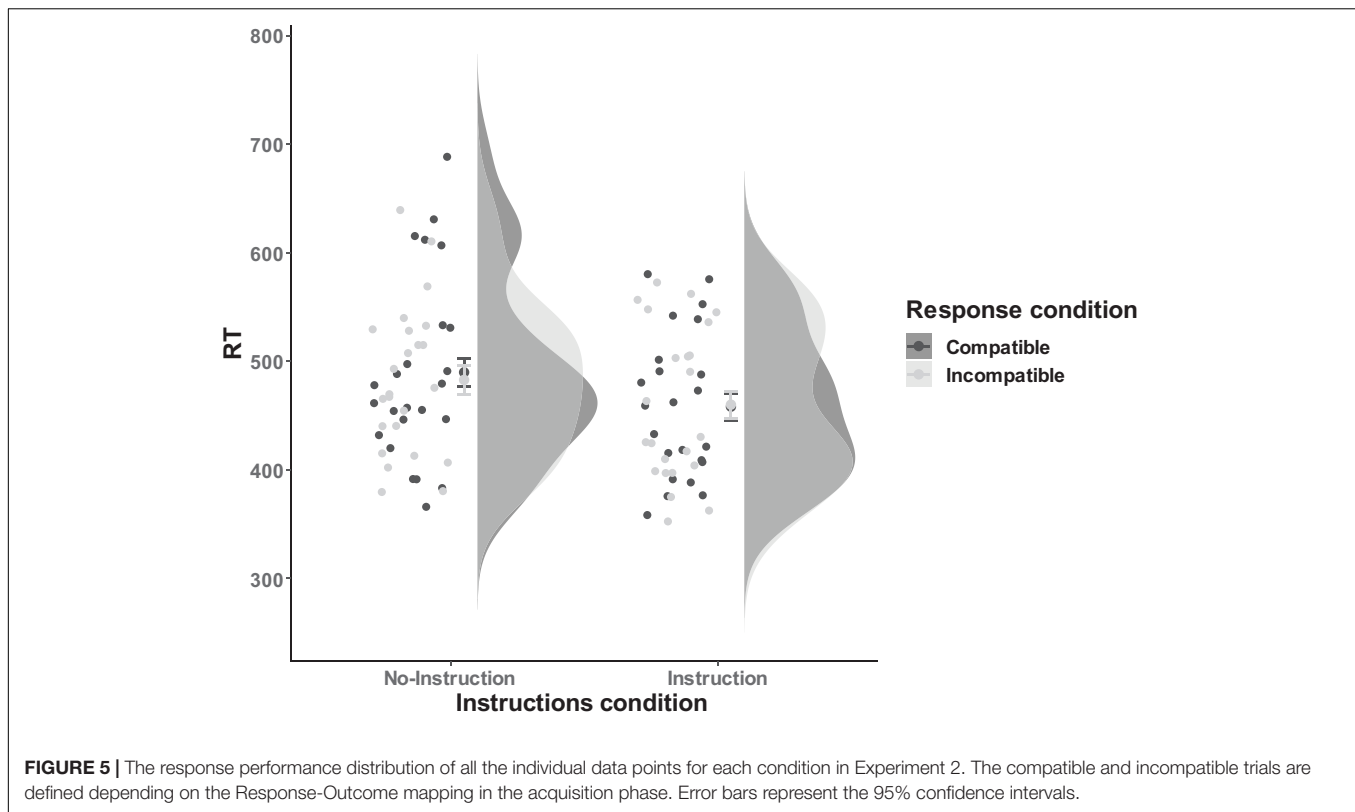 800
700
600
500
400
300
RT
No-Instruction
Instruction
Instructions condition
Response condition
Compatible
Incompatible
FIGURE 5 | The response performance distribution of all the individual data points for each condition in Experiment 2. The compatible and incompatible trials are
defined depending on the Response-Outcome mapping in the acquisition phase. Error bars represent the 95% confidence intervals.